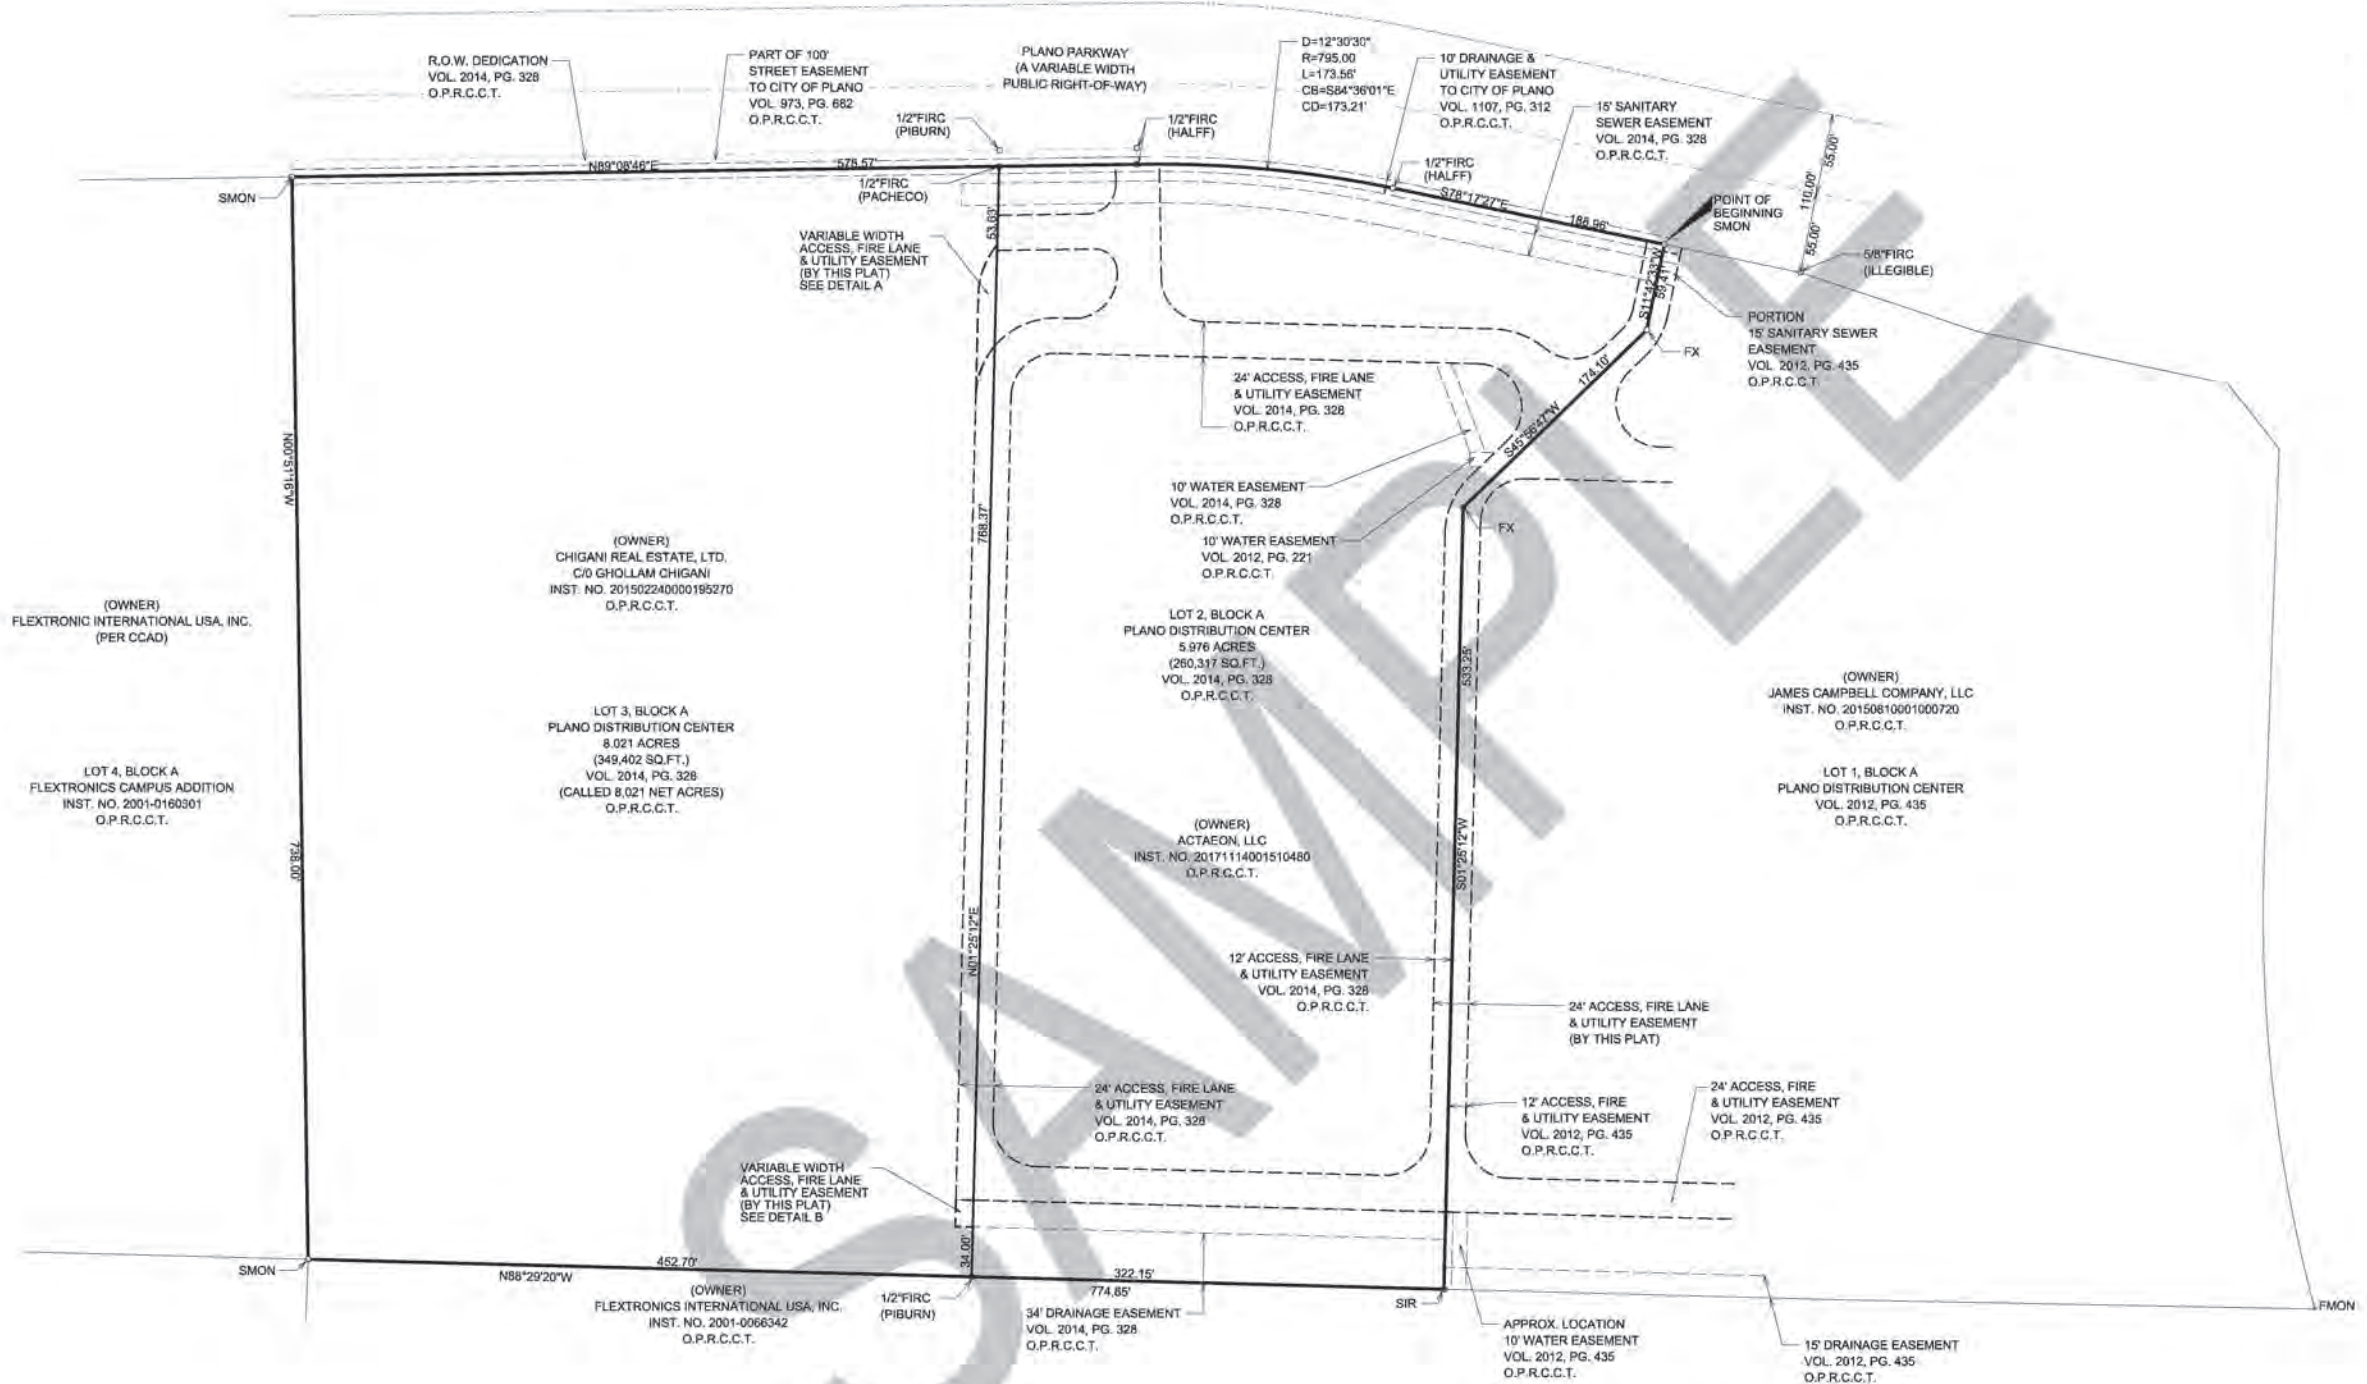 R.O.W. DEDICATION
VOL. 2014, PG. 328
O.P.R.C.C.T.
PART OF 100'
STREET EASEMENT
TO CITY OF PLANO
VOL. 973, PG. 682
O.P.R.C.C.T.
PLANO PARKWAY
(A VARIABLE WIDTH
PUBLIC RIGHT-OF-WAY)
D=12°30'30"
R=795.00
L=173.56'
CB=S84°36'01"E
CD=173.21'
10' DRAINAGE &
UTILITY EASEMENT
TO CITY OF PLANO
VOL. 1107, PG. 312
O.P.R.C.C.T.
15' SANITARY
SEWER EASEMENT
VOL. 2014, PG. 328
O.P.R.C.C.T.
1/2"FIRC
(PIBURN)
1/2"FIRC
(HALFF)
1/2"FIRC
(HALFF)
55.00'
110.00'
55.00'
N89°08'46"E
576.57'
1/2"FIRC
(PACHECO)
SMON
S78°17'27"E
188.96'
POINT OF
BEGINNING
SMON
5/8"FIRC
(ILLEGIBLE)
53.63'
VARIABLE WIDTH
ACCESS, FIRE LANE
& UTILITY EASEMENT
(BY THIS PLAT)
SEE DETAIL A
S11°42'33"W
59.41'
PORTION
15' SANITARY SEWER
EASEMENT
VOL. 2012, PG. 435
O.P.R.C.C.T.
FX
174.10'
S45°56'47"W
24' ACCESS, FIRE LANE
& UTILITY EASEMENT
VOL. 2014, PG. 328
O.P.R.C.C.T.
N00°51'16"W
738.00'
10' WATER EASEMENT
VOL. 2014, PG. 328
O.P.R.C.C.T.
10' WATER EASEMENT
VOL. 2012, PG. 221
O.P.R.C.C.T.
FX
768.37'
(OWNER)
CHIGANI REAL ESTATE, LTD.
C/0 GHOLLAM CHIGANI
INST. NO. 201502240000195270
O.P.R.C.C.T.
(OWNER)
FLEXTRONIC INTERNATIONAL USA, INC.
(PER CCAD)
LOT 2, BLOCK A
PLANO DISTRIBUTION CENTER
5.976 ACRES
(260,317 SQ.FT.)
VOL. 2014, PG. 328
O.P.R.C.C.T.
533.25'
(OWNER)
JAMES CAMPBELL COMPANY, LLC
INST. NO. 20150810001000720
O.P.R.C.C.T.
LOT 3, BLOCK A
PLANO DISTRIBUTION CENTER
8.021 ACRES
(349,402 SQ.FT.)
VOL. 2014, PG. 328
(CALLED 8,021 NET ACRES)
O.P.R.C.C.T.
LOT 4, BLOCK A
FLEXTRONICS CAMPUS ADDITION
INST. NO. 2001-0160301
O.P.R.C.C.T.
LOT 1, BLOCK A
PLANO DISTRIBUTION CENTER
VOL. 2012, PG. 435
O.P.R.C.C.T.
(OWNER)
ACTAEON, LLC
INST. NO. 20171114001510480
O.P.R.C.C.T.
S01°25'12"W
N01°25'12"E
12' ACCESS, FIRE LANE
& UTILITY EASEMENT
VOL. 2014, PG. 328
O.P.R.C.C.T.
24' ACCESS, FIRE LANE
& UTILITY EASEMENT
(BY THIS PLAT)
24' ACCESS, FIRE LANE
& UTILITY EASEMENT
VOL. 2014, PG. 328
O.P.R.C.C.T.
12' ACCESS, FIRE
& UTILITY EASEMENT
VOL. 2012, PG. 435
O.P.R.C.C.T.
24' ACCESS, FIRE
& UTILITY EASEMENT
VOL. 2012, PG. 435
O.P.R.C.C.T.
VARIABLE WIDTH
ACCESS, FIRE LANE
& UTILITY EASEMENT
(BY THIS PLAT)
SEE DETAIL B
34.00'
SMON
N88°29'20"W
452.70'
(OWNER)
FLEXTRONICS INTERNATIONAL USA, INC.
INST. NO. 2001-0066342
O.P.R.C.C.T.
1/2"FIRC
(PIBURN)
322.15'
774.85'
34' DRAINAGE EASEMENT
VOL. 2014, PG. 328
O.P.R.C.C.T.
SIR
FMON
APPROX. LOCATION
10' WATER EASEMENT
VOL. 2012, PG. 435
O.P.R.C.C.T.
15' DRAINAGE EASEMENT
VOL. 2012, PG. 435
O.P.R.C.C.T.
SAMPLE